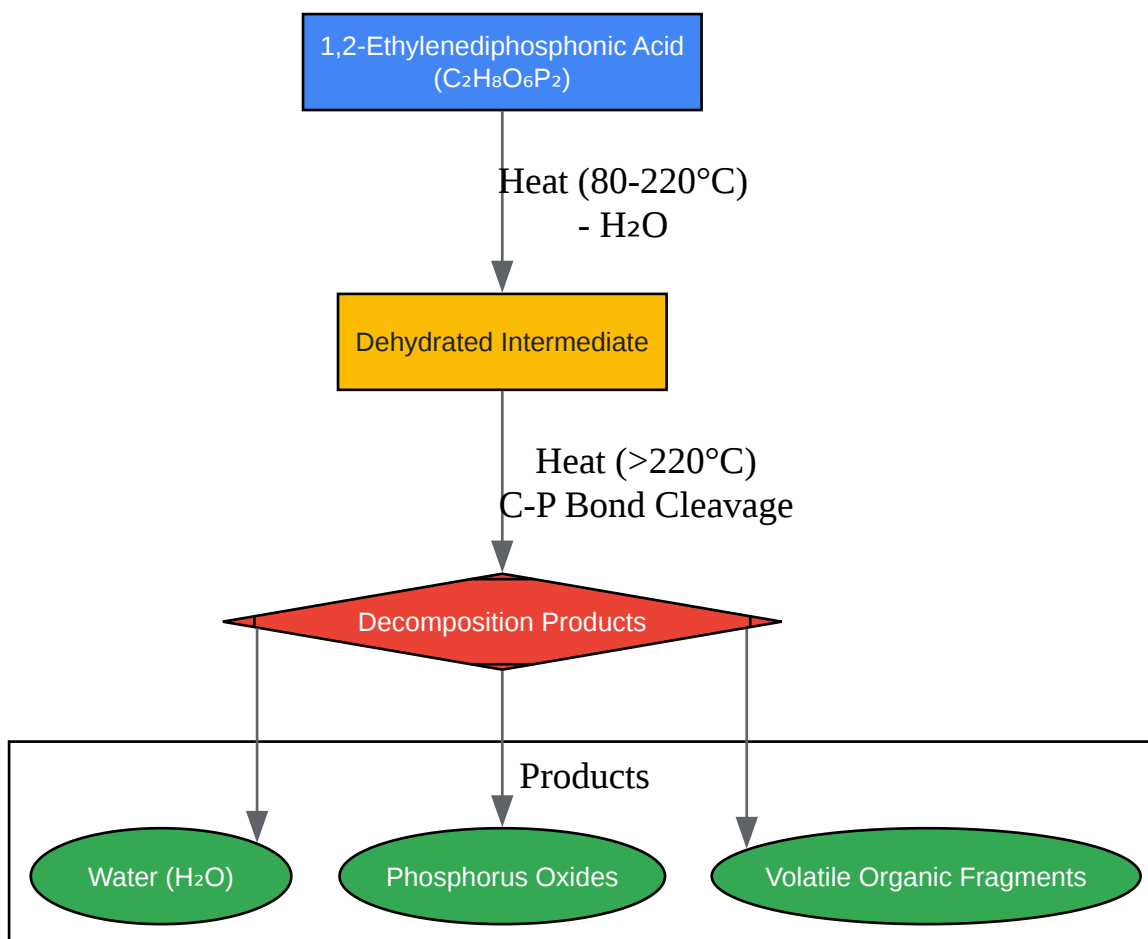 1,2-Ethylenediphosphonic Acid
(C₂H₈O₆P₂)
Heat (80-220°C)
- H₂O
Dehydrated Intermediate
Heat (>220°C)
C-P Bond Cleavage
Decomposition Products
Products
Water (H₂O)
Phosphorus Oxides
Volatile Organic Fragments